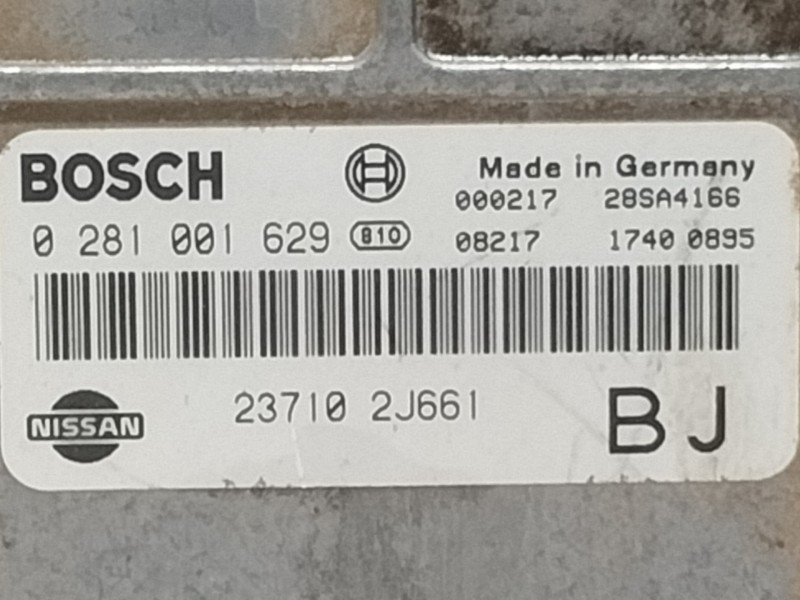 BOSCH Made in Germany
000217 28SA4166
0 281 001 629 810 08217 1740 0895
NISSAN 23710 2J661 BJ